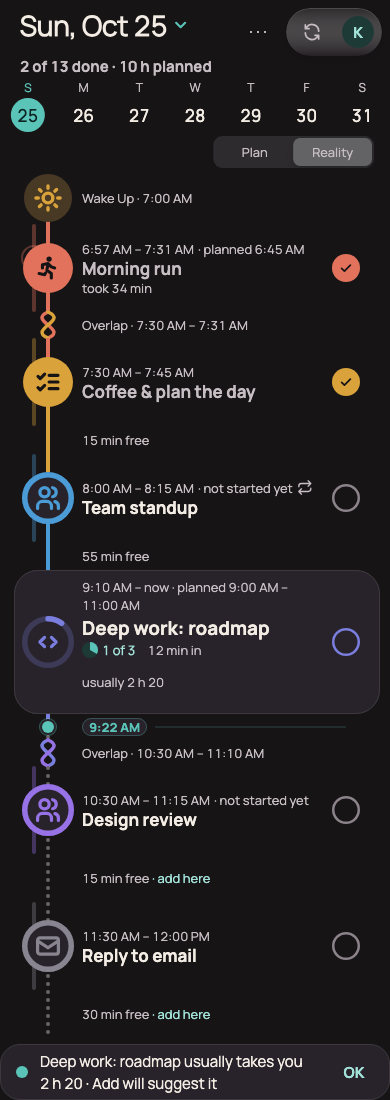 Sun, Oct 25
...
K
2 of 13 done · 10 h planned
S M T W T F S
25 26 27 28 29 30 31
Plan Reality
Wake Up · 7:00 AM
6:57 AM – 7:31 AM · planned 6:45 AM
Morning run
took 34 min
Overlap · 7:30 AM – 7:31 AM
7:30 AM – 7:45 AM
Coffee & plan the day
15 min free
8:00 AM – 8:15 AM · not started yet
Team standup
55 min free
9:10 AM – now · planned 9:00 AM –
11:00 AM
Deep work: roadmap
1 of 3 12 min in
usually 2 h 20
9:22 AM
Overlap · 10:30 AM – 11:10 AM
10:30 AM – 11:15 AM · not started yet
Design review
15 min free · add here
11:30 AM – 12:00 PM
Reply to email
30 min free · add here
Deep work: roadmap usually takes you
2 h 20 · Add will suggest it
OK